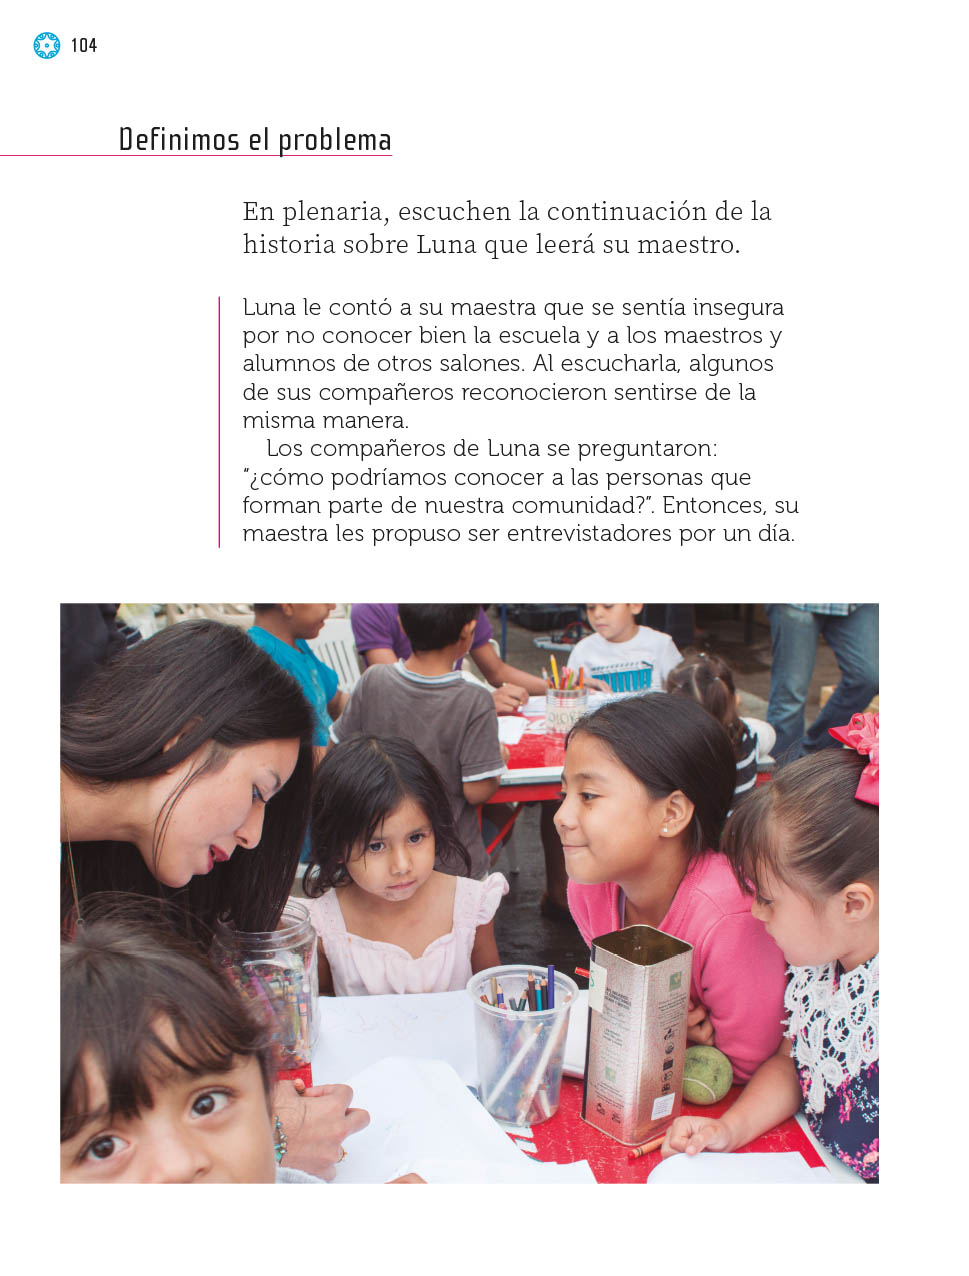 104
Definimos el problema
En plenaria, escuchen la continuación de la
historia sobre Luna que leerá su maestro.
Luna le contó a su maestra que se sentía insegura
por no conocer bien la escuela y a los maestros y
alumnos de otros salones. Al escucharla, algunos
de sus compañeros reconocieron sentirse de la
misma manera.
Los compañeros de Luna se preguntaron:
“¿cómo podríamos conocer a las personas que
forman parte de nuestra comunidad?”. Entonces, su
maestra les propuso ser entrevistadores por un día.